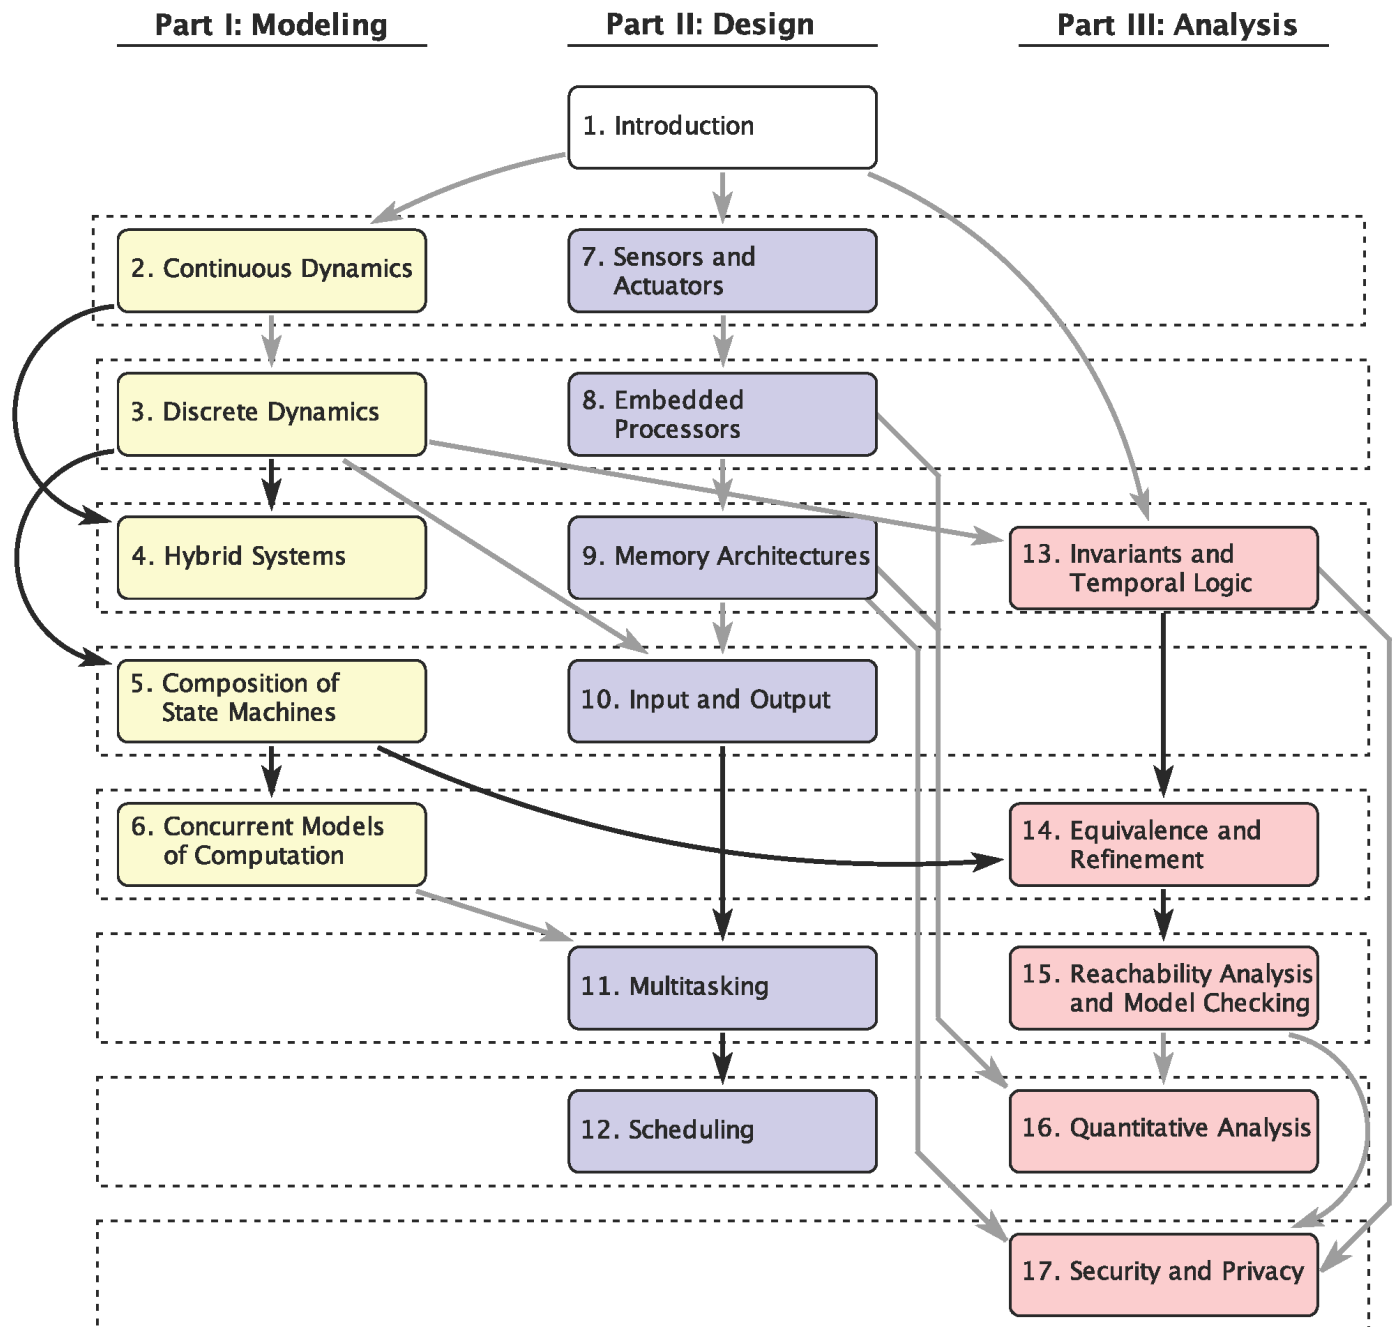 Part I: Modeling
Part II: Design
Part III: Analysis
1. Introduction
2. Continuous Dynamics
7. Sensors and
Actuators
3. Discrete Dynamics
8. Embedded
Processors
4. Hybrid Systems
9. Memory Architectures
13. Invariants and
Temporal Logic
5. Composition of
State Machines
10. Input and Output
6. Concurrent Models
of Computation
14. Equivalence and
Refinement
11. Multitasking
15. Reachability Analysis
and Model Checking
12. Scheduling
16. Quantitative Analysis
17. Security and Privacy